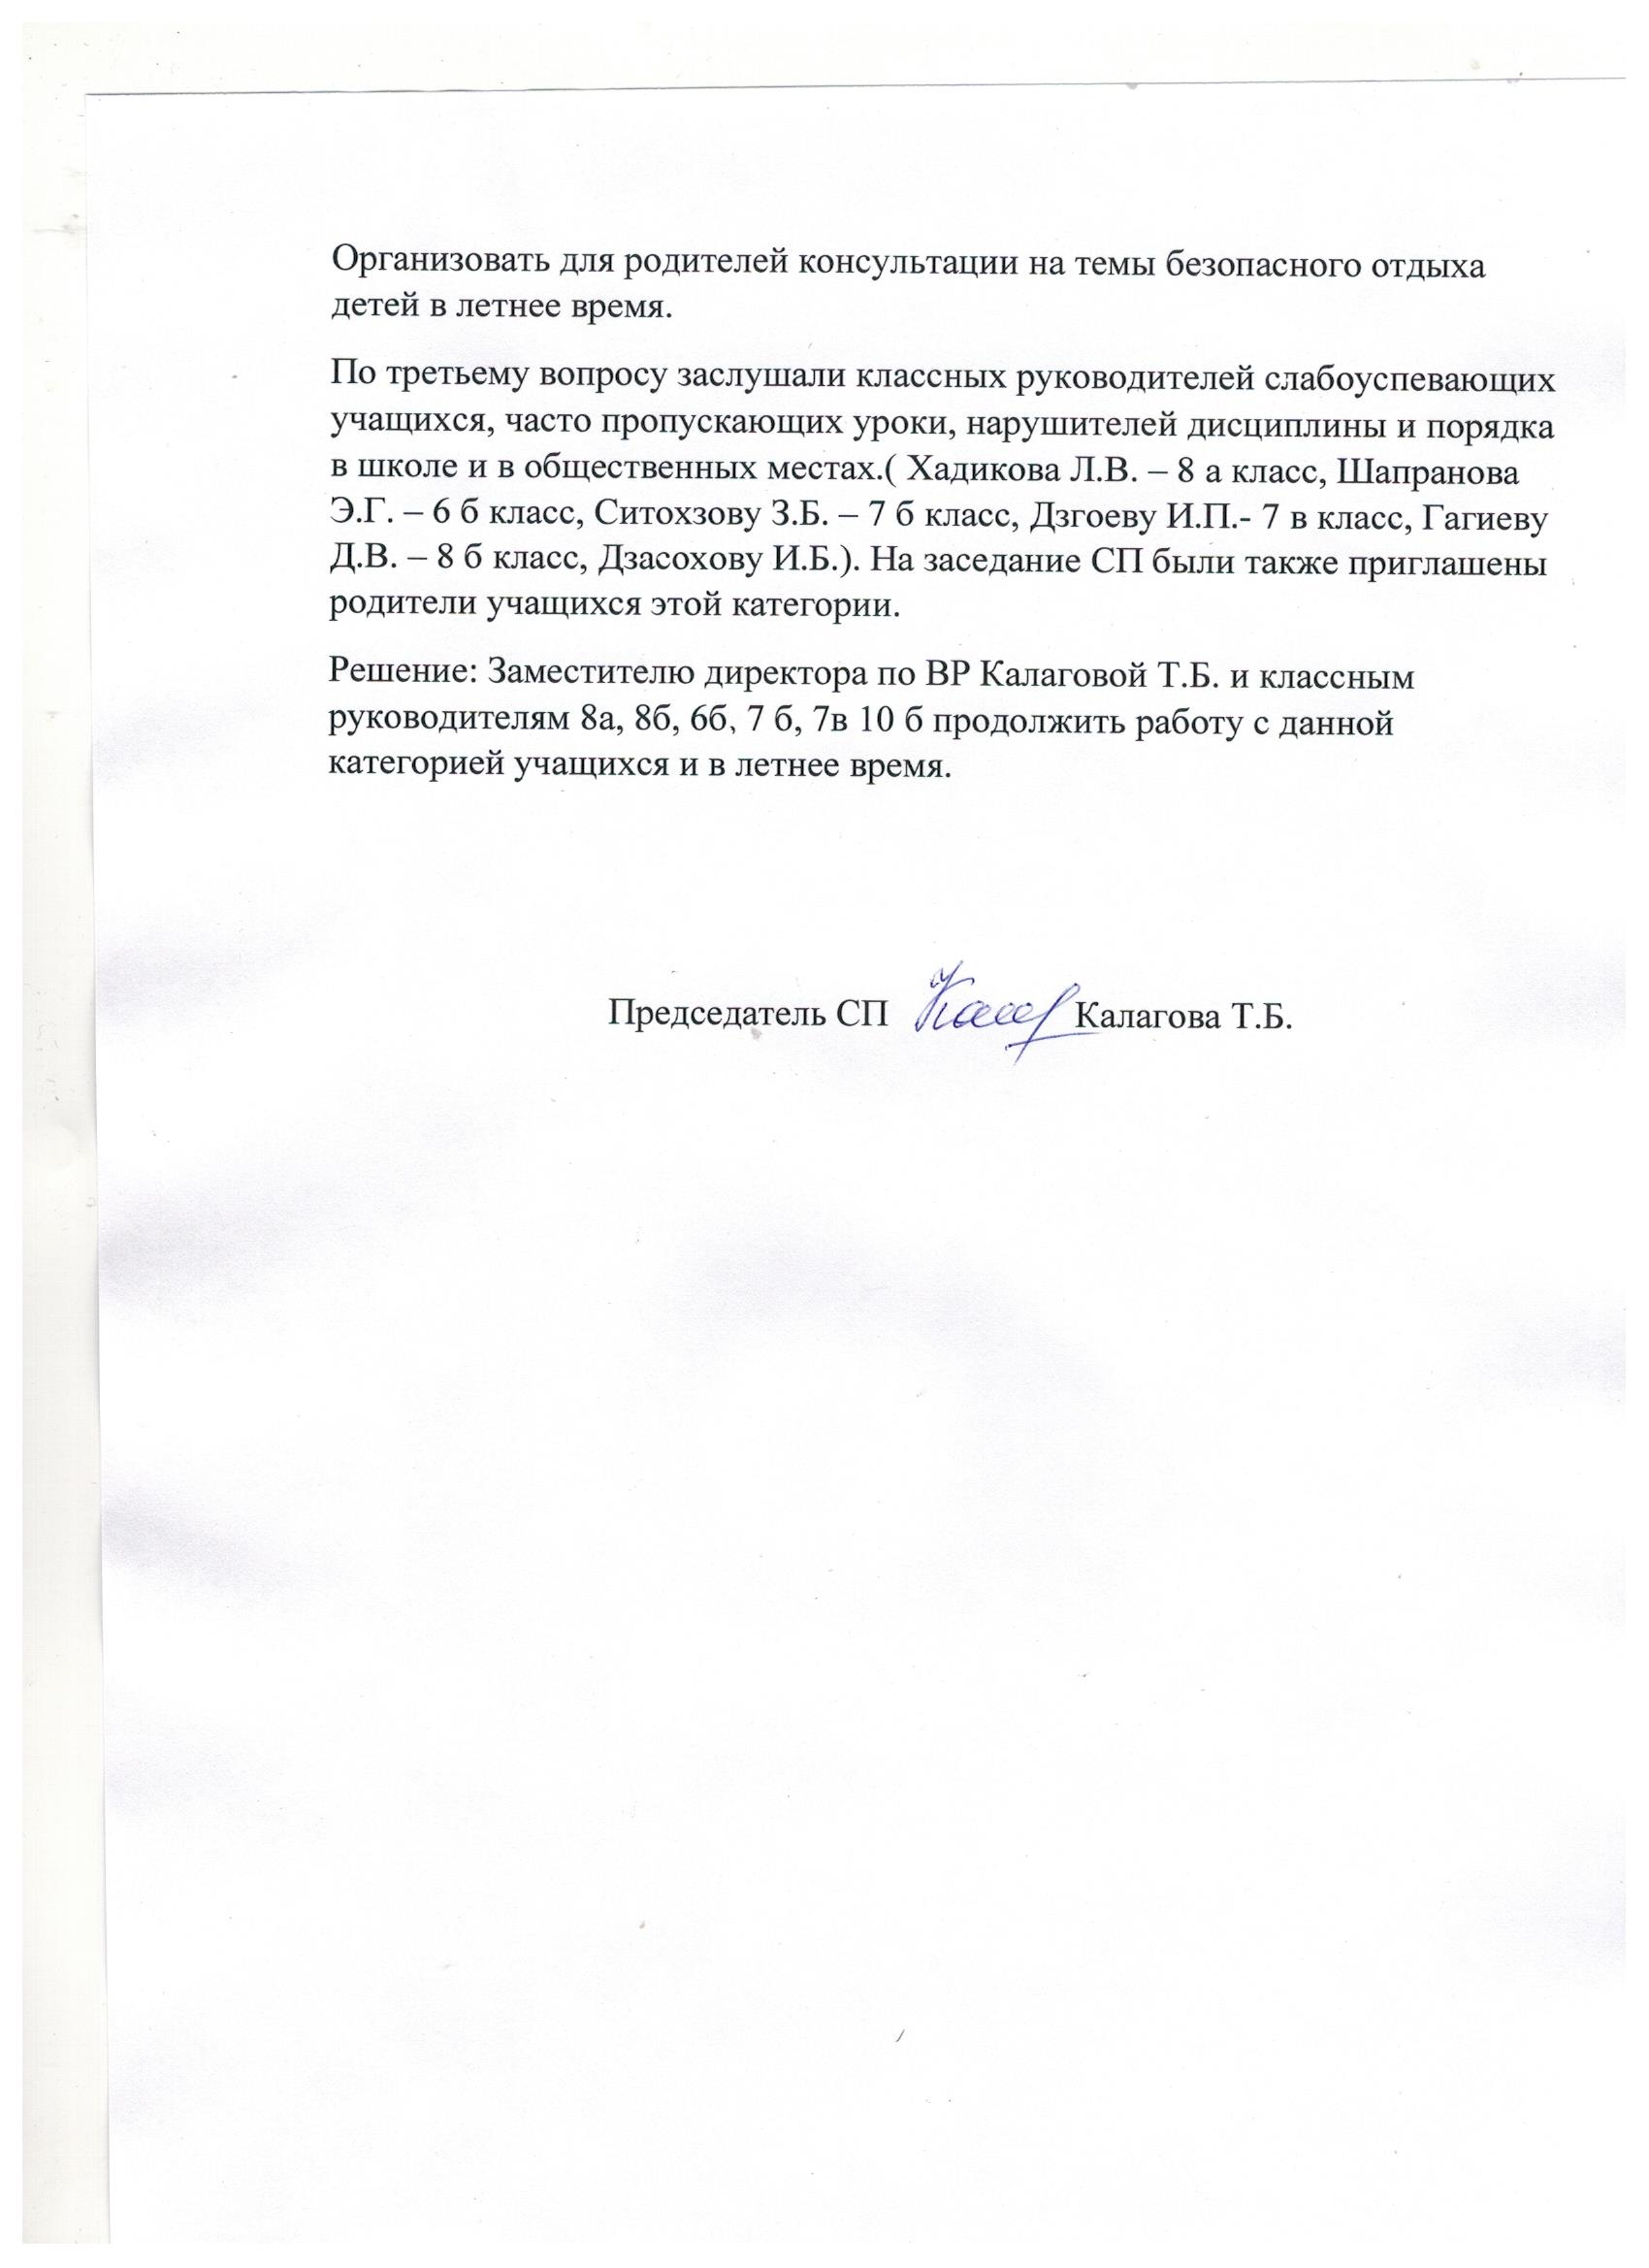 Организовать для родителей консультации на темы безопасного отдыха
детей в летнее время.
По третьему вопросу заслушали классных руководителей слабоуспевающих
учащихся, часто пропускающих уроки, нарушителей дисциплины и порядка
в школе и в общественных местах.( Хадикова Л.В. – 8 а класс, Шапранова
Э.Г. – 6 б класс, Ситохзову З.Б. – 7 б класс, Дзгоеву И.П.- 7 в класс, Гагиеву
Д.В. – 8 б класс, Дзасохову И.Б.). На заседание СП были также приглашены
родители учащихся этой категории.
Решение: Заместителю директора по ВР Калаговой Т.Б. и классным
руководителям 8а, 8б, 6б, 7 б, 7в 10 б продолжить работу с данной
категорией учащихся и в летнее время.
Председатель СП Калагова Т.Б.